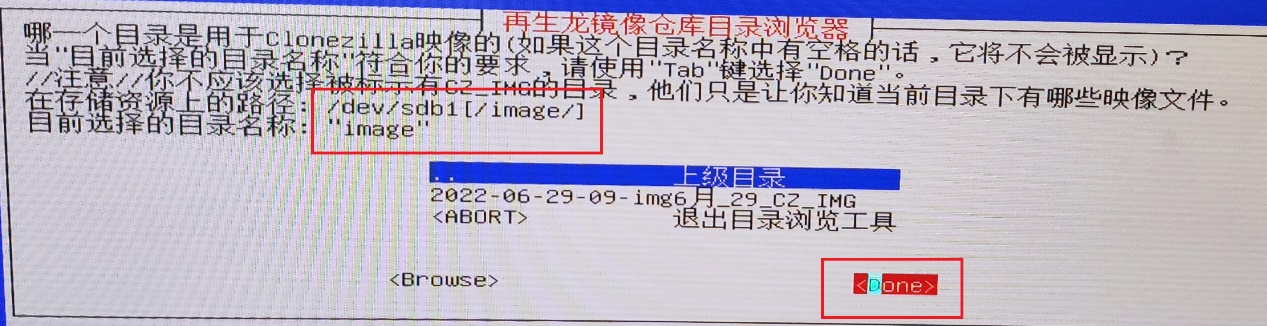 再生龙镜像仓库目录浏览器
哪一个目录是用于Clonezilla映像的(如果这个目录名称中有空格的话，它将不会被显示)?
当"目前选择的目录名称"符合你的要求，请使用"Tab"键选择"Done"。
//注意//你不应该选择被标示有CZ_IMG的目录，他们只是让你知道当前目录下有哪些映像文件。
在存储资源上的路径: /dev/sdb1[/image/]
目前选择的目录名称: "image"
.. 上级目录
2022-06-29-09-img6月_29_CZ_IMG
<ABORT> 退出目录浏览工具
<Browse> <Done>